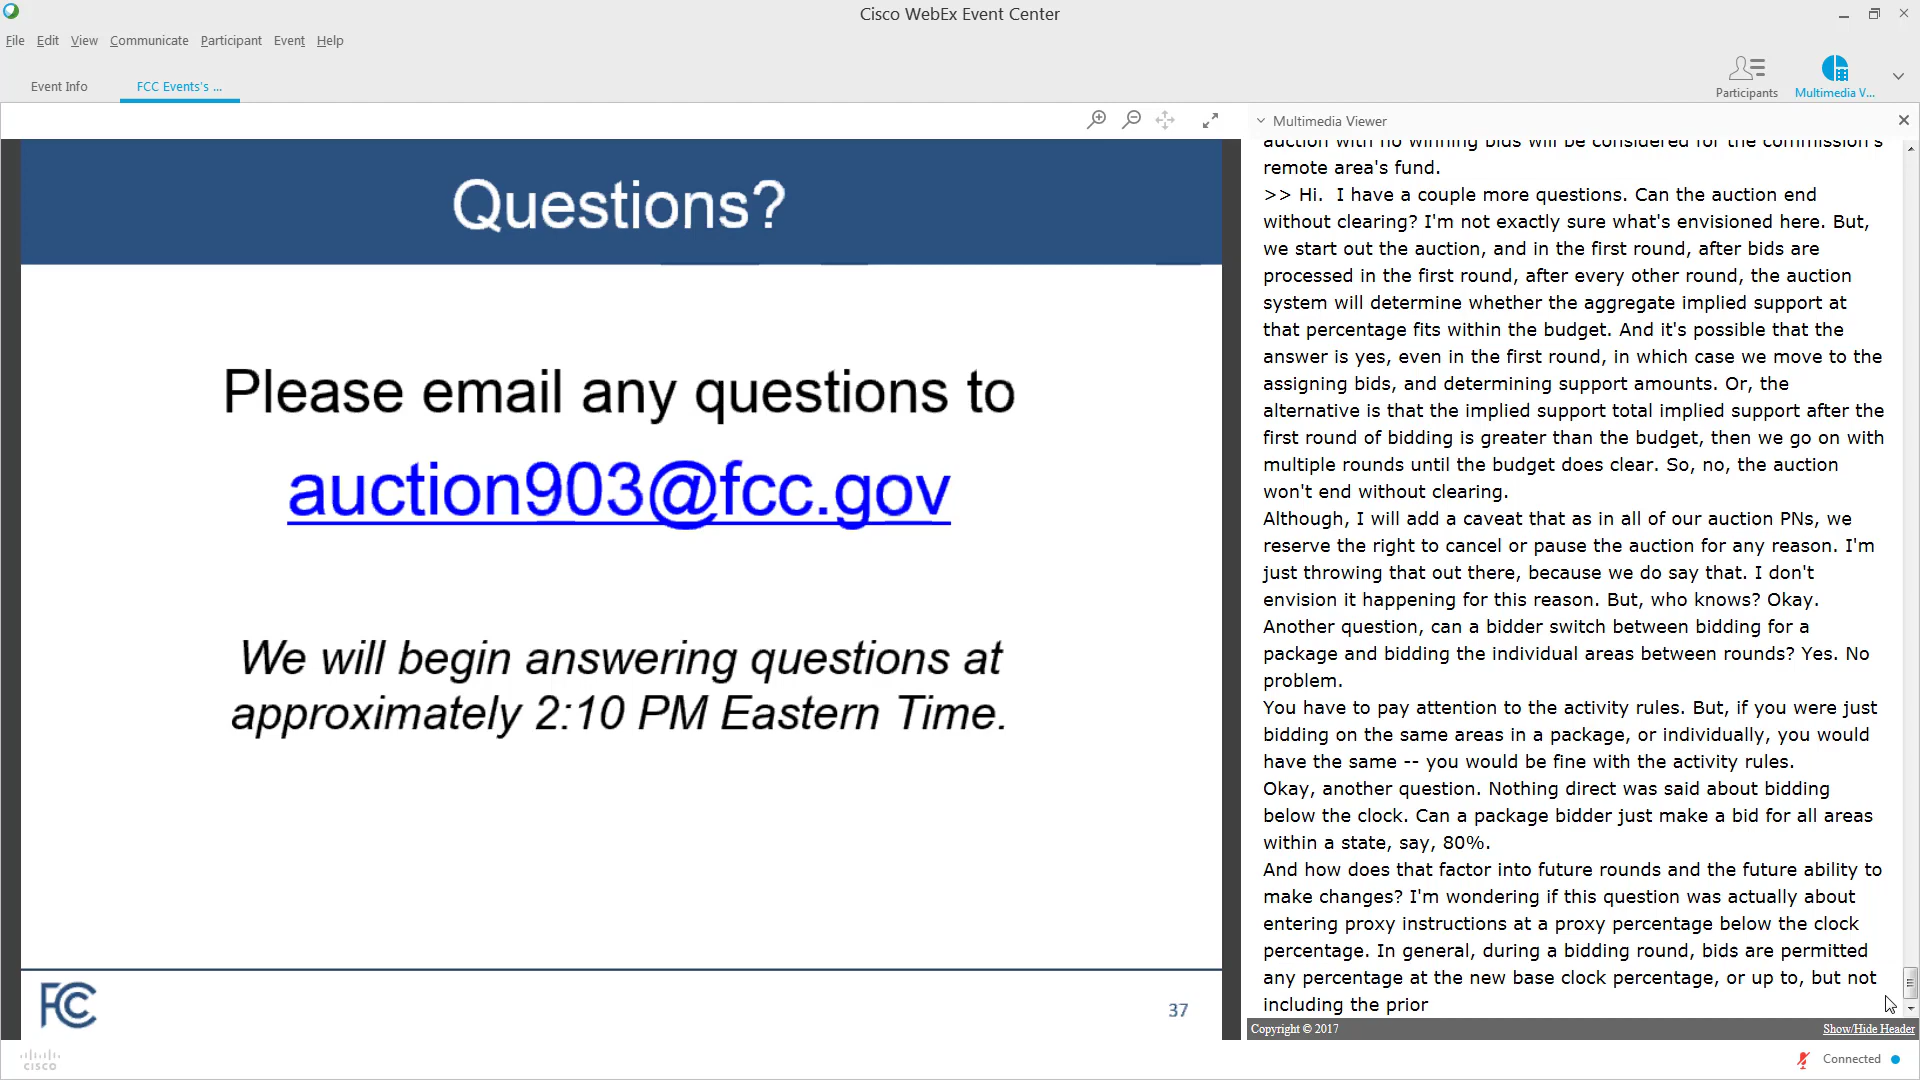 Cisco WebEx Event Center
File Edit View Communicate Participant Event Help
Event Info FCC Events's ...
Participants Multimedia V...
Questions?
Please email any questions to
auction903@fcc.gov
We will begin answering questions at
approximately 2:10 PM Eastern Time.
FCC
37
Multimedia Viewer
auction with no winning bids will be considered for the commission's
remote area's fund.
>> Hi. I have a couple more questions. Can the auction end
without clearing? I'm not exactly sure what's envisioned here. But,
we start out the auction, and in the first round, after bids are
processed in the first round, after every other round, the auction
system will determine whether the aggregate implied support at
that percentage fits within the budget. And it's possible that the
answer is yes, even in the first round, in which case we move to the
assigning bids, and determining support amounts. Or, the
alternative is that the implied support total implied support after the
first round of bidding is greater than the budget, then we go on with
multiple rounds until the budget does clear. So, no, the auction
won't end without clearing.
Although, I will add a caveat that as in all of our auction PNs, we
reserve the right to cancel or pause the auction for any reason. I'm
just throwing that out there, because we do say that. I don't
envision it happening for this reason. But, who knows? Okay.
Another question, can a bidder switch between bidding for a
package and bidding the individual areas between rounds? Yes. No
problem.
You have to pay attention to the activity rules. But, if you were just
bidding on the same areas in a package, or individually, you would
have the same -- you would be fine with the activity rules.
Okay, another question. Nothing direct was said about bidding
below the clock. Can a package bidder just make a bid for all areas
within a state, say, 80%.
And how does that factor into future rounds and the future ability to
make changes? I'm wondering if this question was actually about
entering proxy instructions at a proxy percentage below the clock
percentage. In general, during a bidding round, bids are permitted
any percentage at the new base clock percentage, or up to, but not
including the prior
Copyright © 2017 Show/Hide Header
cisco
Connected